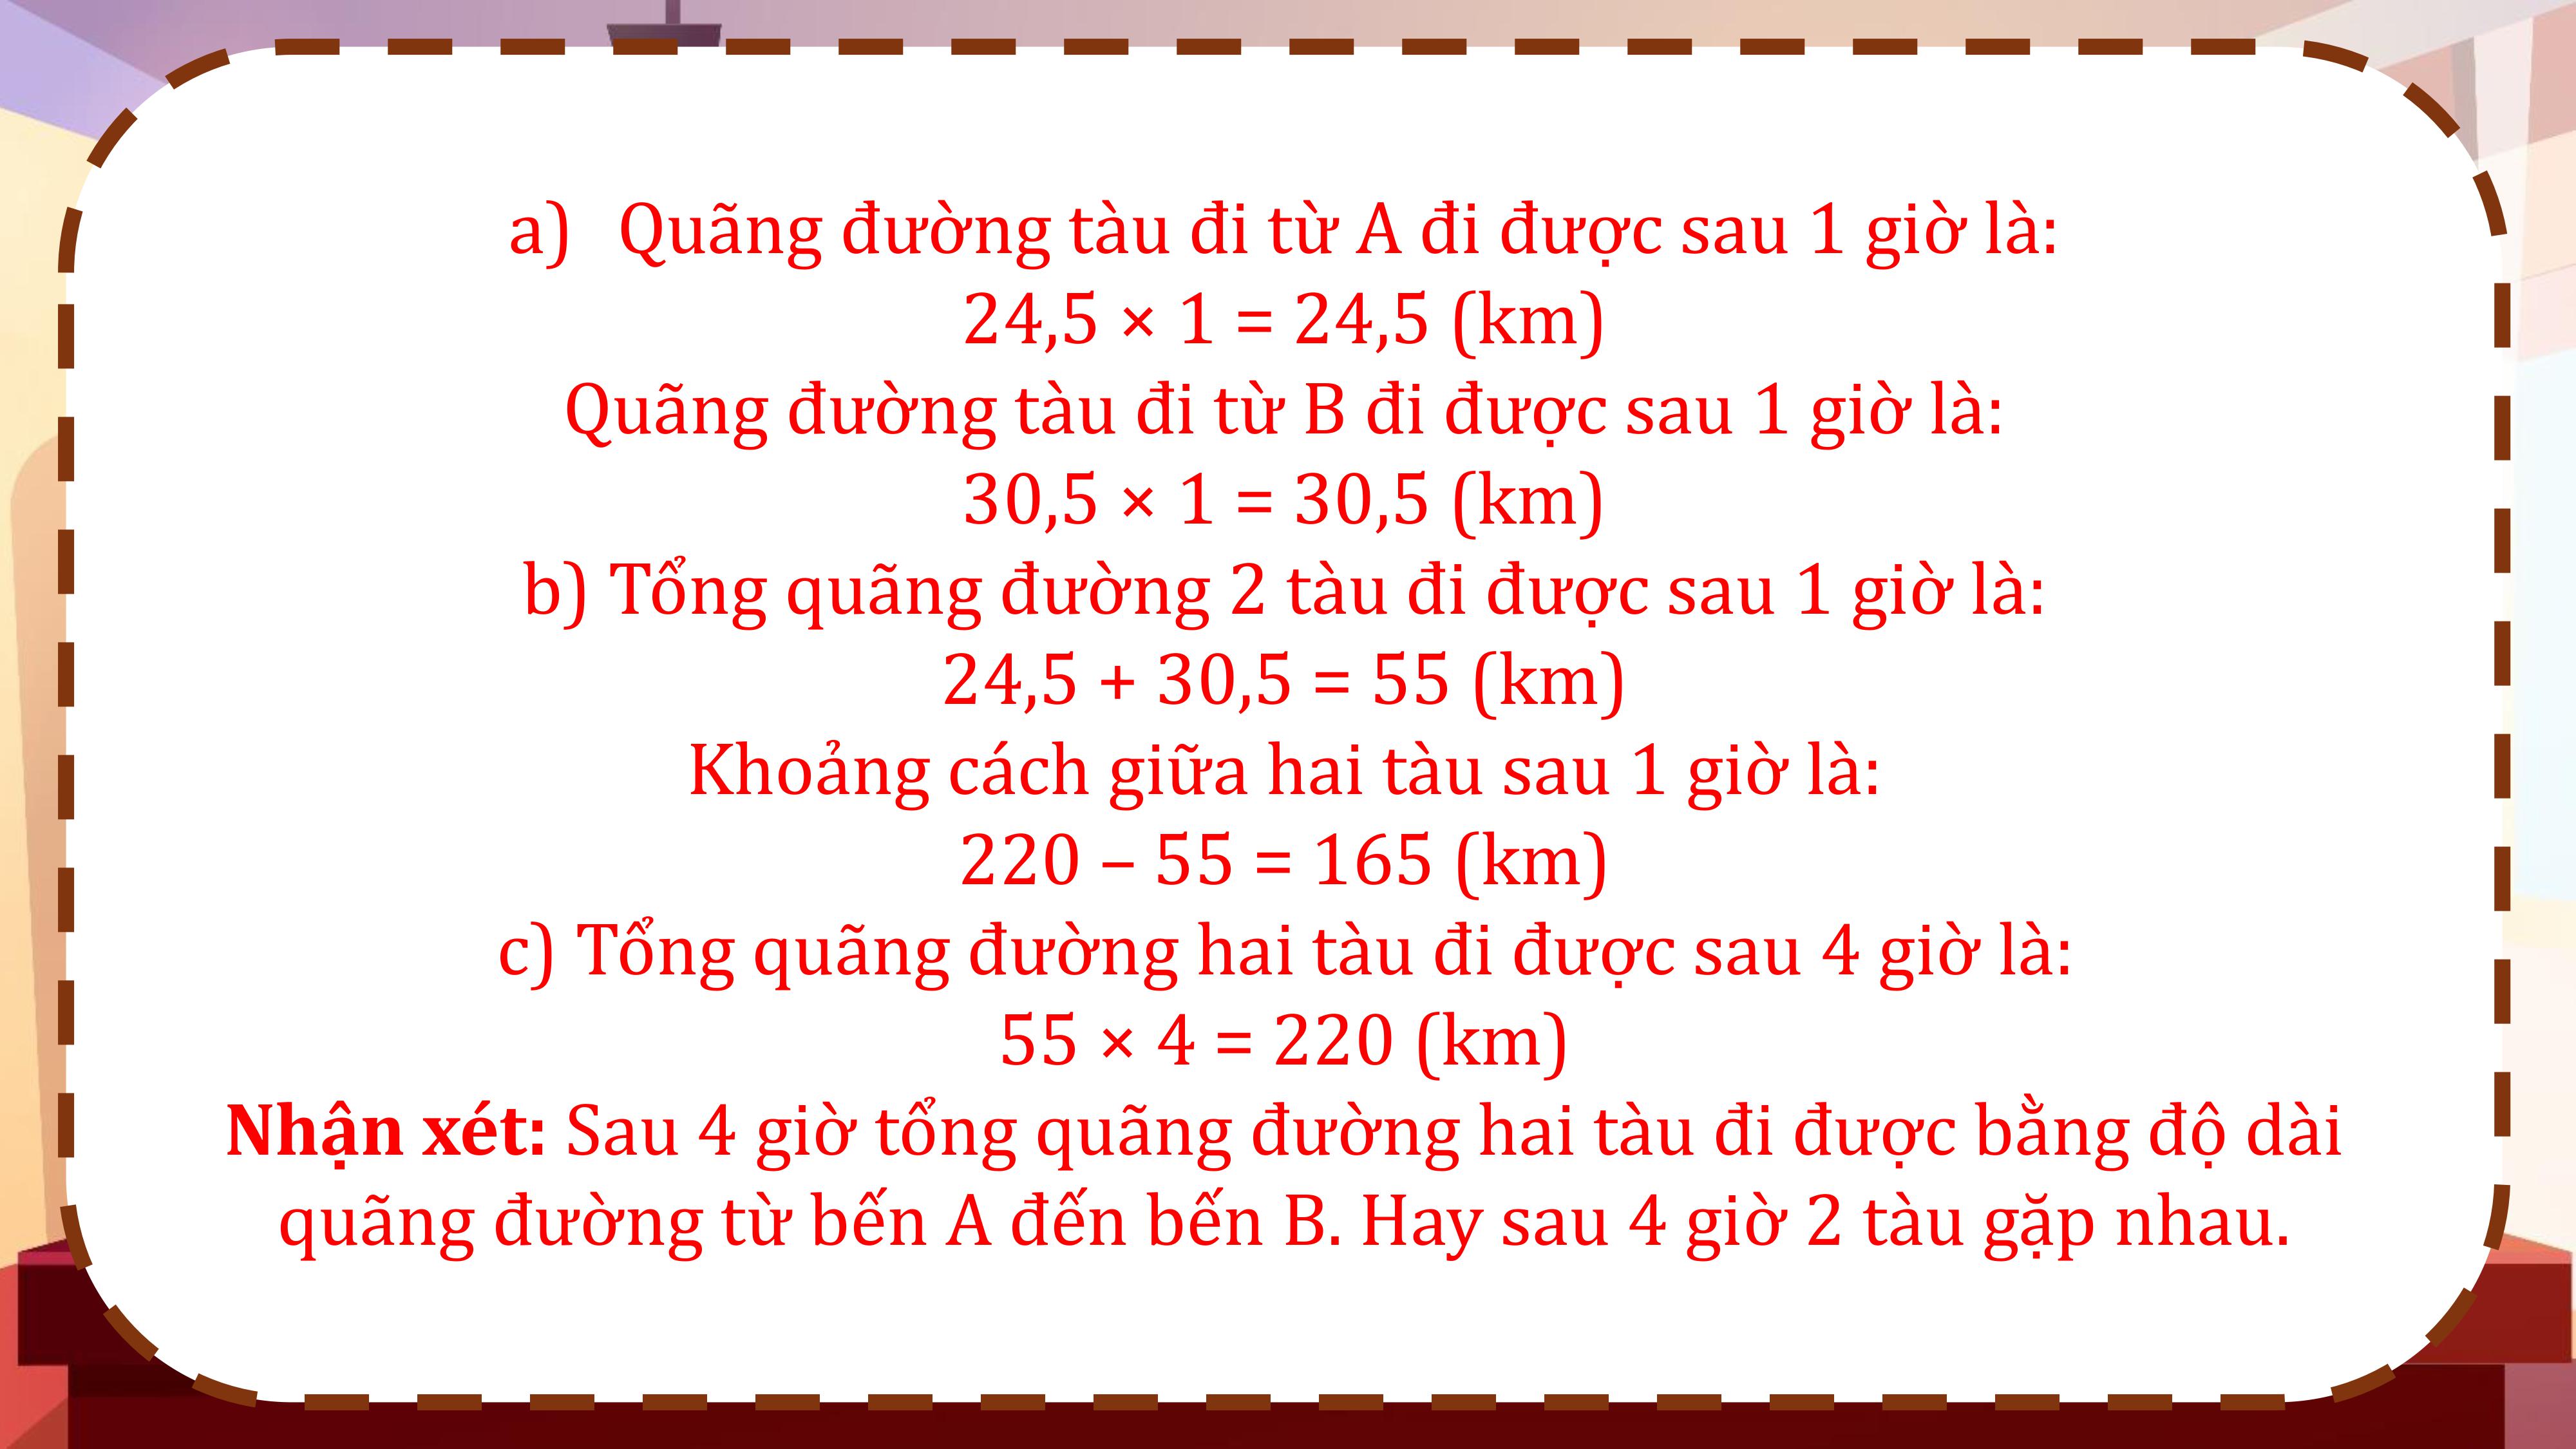 a) Quãng đường tàu đi từ A đi được sau 1 giờ là:
24,5 × 1 = 24,5 (km)
Quãng đường tàu đi từ B đi được sau 1 giờ là:
30,5 × 1 = 30,5 (km)
b) Tổng quãng đường 2 tàu đi được sau 1 giờ là:
24,5 + 30,5 = 55 (km)
Khoảng cách giữa hai tàu sau 1 giờ là:
220 – 55 = 165 (km)
c) Tổng quãng đường hai tàu đi được sau 4 giờ là:
55 × 4 = 220 (km)
Nhận xét: Sau 4 giờ tổng quãng đường hai tàu đi được bằng độ dài
quãng đường từ bến A đến bến B. Hay sau 4 giờ 2 tàu gặp nhau.